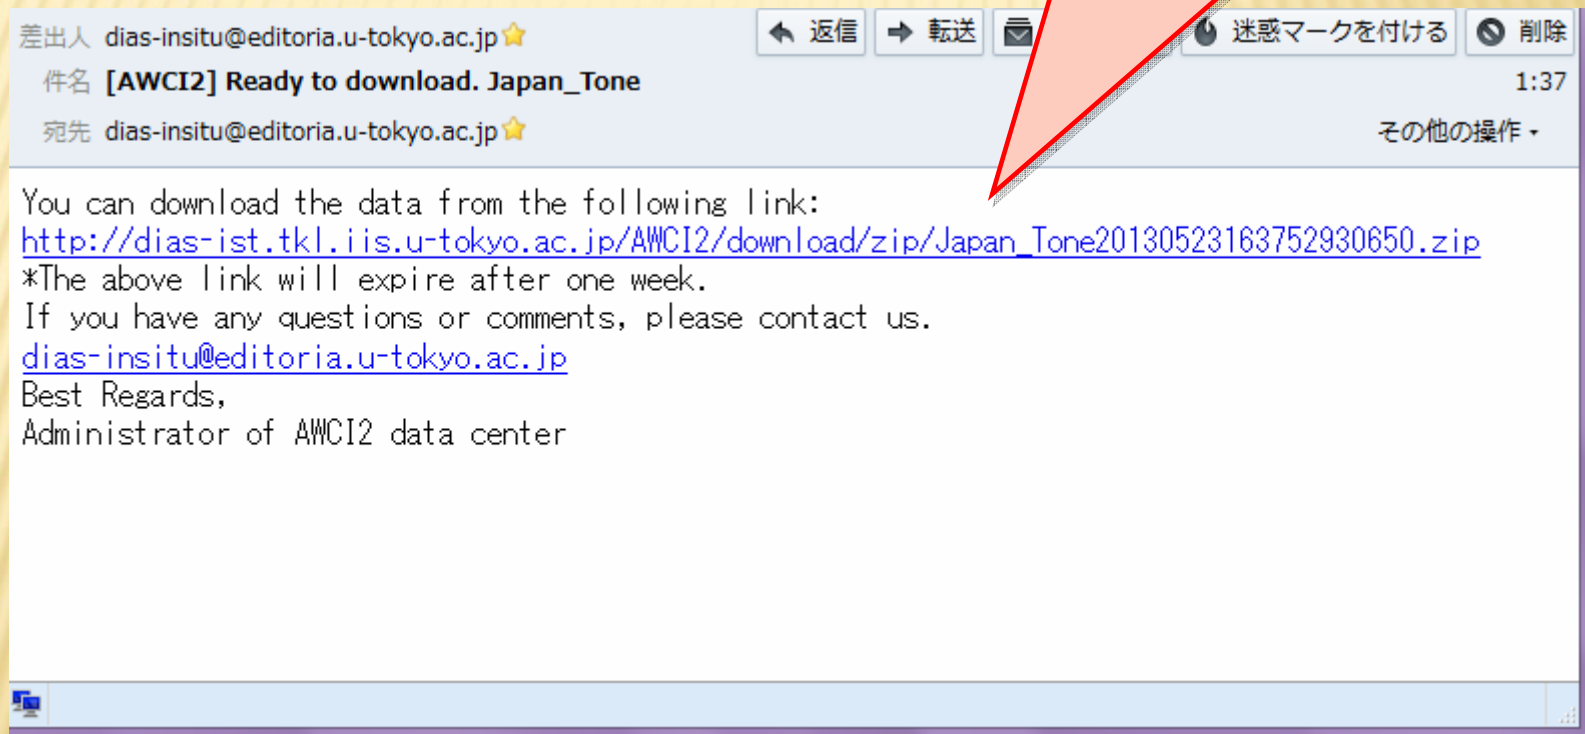 差出人 dias-insitu@editoria.u-tokyo.ac.jp 返信 転送 迷惑マークを付ける 削除
件名 [AWCI2] Ready to download. Japan_Tone 1:37
宛先 dias-insitu@editoria.u-tokyo.ac.jp その他の操作
You can download the data from the following link:
http://dias-ist.tkl.iis.u-tokyo.ac.jp/AWCI2/download/zip/Japan_Tone20130523163752930650.zip
*The above link will expire after one week.
If you have any questions or comments, please contact us.
dias-insitu@editoria.u-tokyo.ac.jp
Best Regards,
Administrator of AWCI2 data center